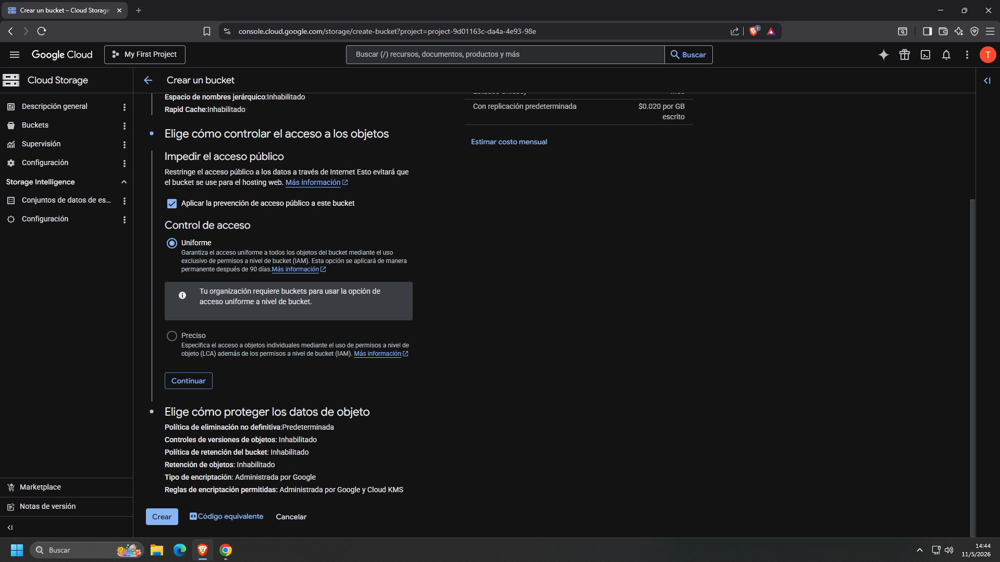 Crear un bucket – Cloud Storage
console.cloud.google.com/storage/create-bucket?project=project-9d01163c-da4a-4e93-98e
1
Google Cloud
My First Project
Buscar (/) recursos, documentos, productos y más
Buscar
T
Cloud Storage
Crear un bucket
Descripción general
Buckets
Supervisión
Configuración
Storage Intelligence
Conjuntos de datos de es...
Configuración
Marketplace
Notas de versión
Espacio de nombres jerárquico:Inhabilitado
Rapid Cache:Inhabilitado
Elige cómo controlar el acceso a los objetos
Impedir el acceso público
Restringe el acceso público a los datos a través de Internet Esto evitará que
el bucket se use para el hosting web. Más información
Aplicar la prevención de acceso público a este bucket
Control de acceso
Uniforme
Garantiza el acceso uniforme a todos los objetos del bucket mediante el uso
exclusivo de permisos a nivel de bucket (IAM). Esta opción se aplicará de manera
permanente después de 90 días.Más información
Tu organización requiere buckets para usar la opción de
acceso uniforme a nivel de bucket.
Preciso
Especifica el acceso a objetos individuales mediante el uso de permisos a nivel de
objeto (LCA) además de los permisos a nivel de bucket (IAM). Más información
Continuar
Elige cómo proteger los datos de objeto
Política de eliminación no definitiva:Predeterminada
Controles de versiones de objetos: Inhabilitado
Política de retención del bucket: Inhabilitado
Retención de objetos: Inhabilitado
Tipo de encriptación: Administrada por Google
Reglas de encriptación permitidas: Administrada por Google y Cloud KMS
Crear
Código equivalente
Cancelar
Con replicación predeterminada
$0.020 por GB
escrito
Estimar costo mensual
Buscar
14:44
11/5/2026